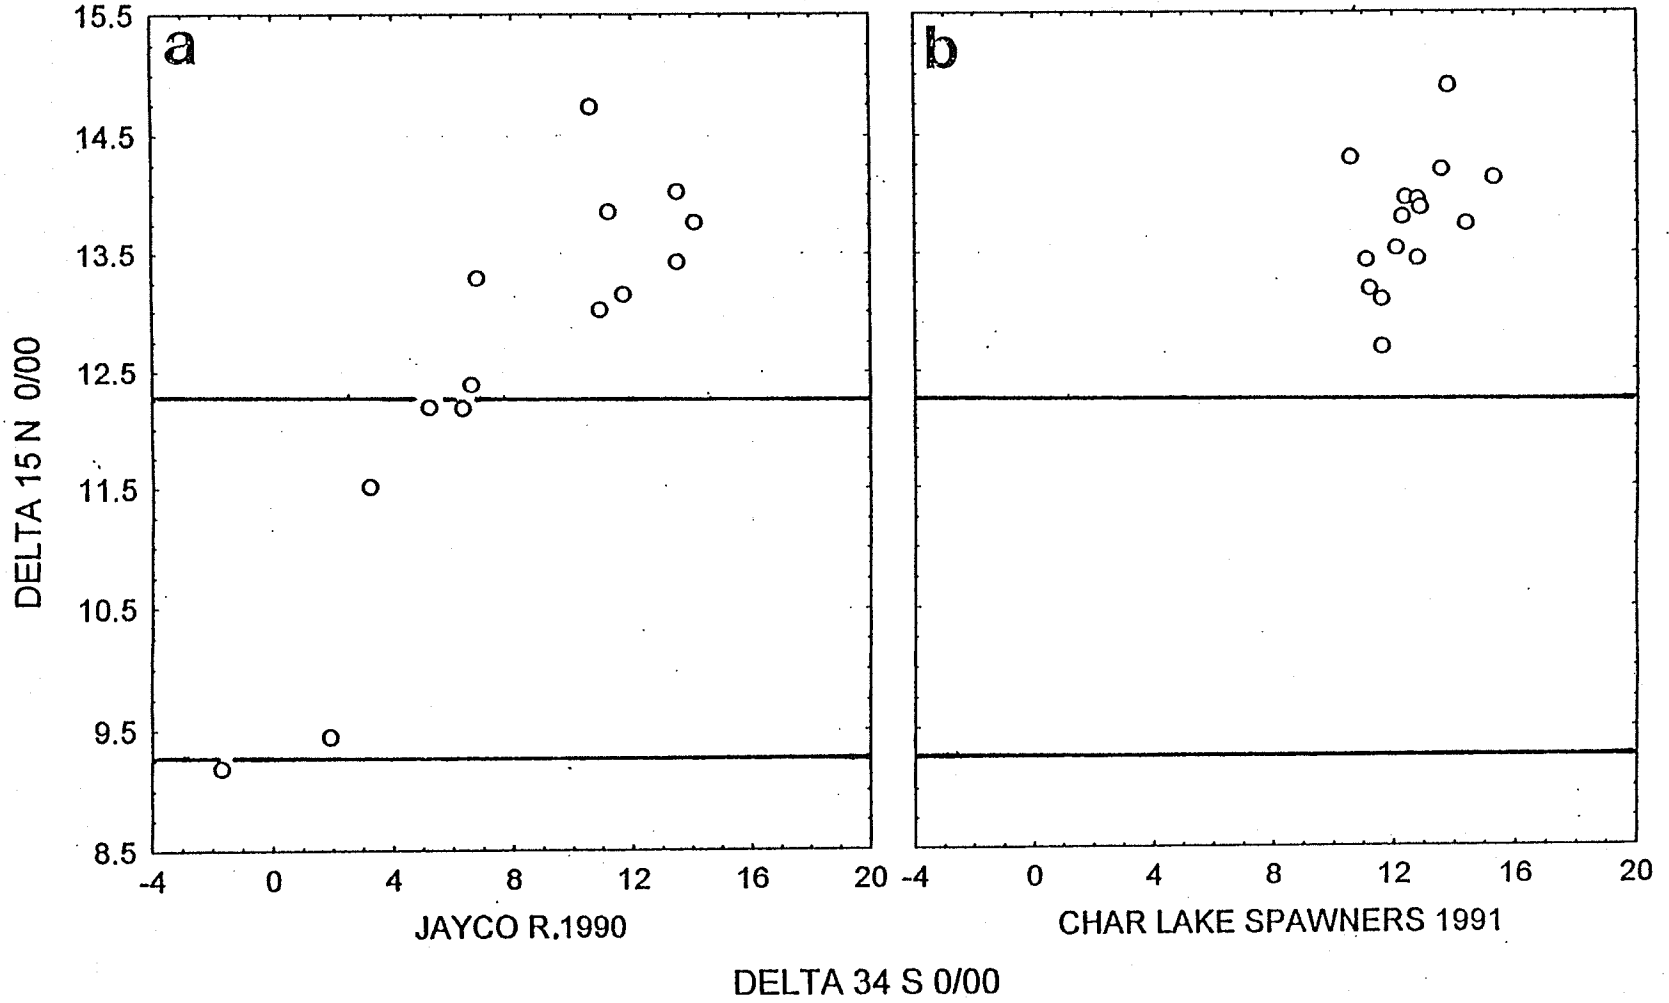 a
b
15.5
14.5
13.5
12.5
11.5
10.5
9.5
8.5
DELTA 15 N 0/00
-4 0 4 8 12 16 20
-4 0 4 8 12 16 20
JAYCO R.1990
CHAR LAKE SPAWNERS 1991
DELTA 34 S 0/00